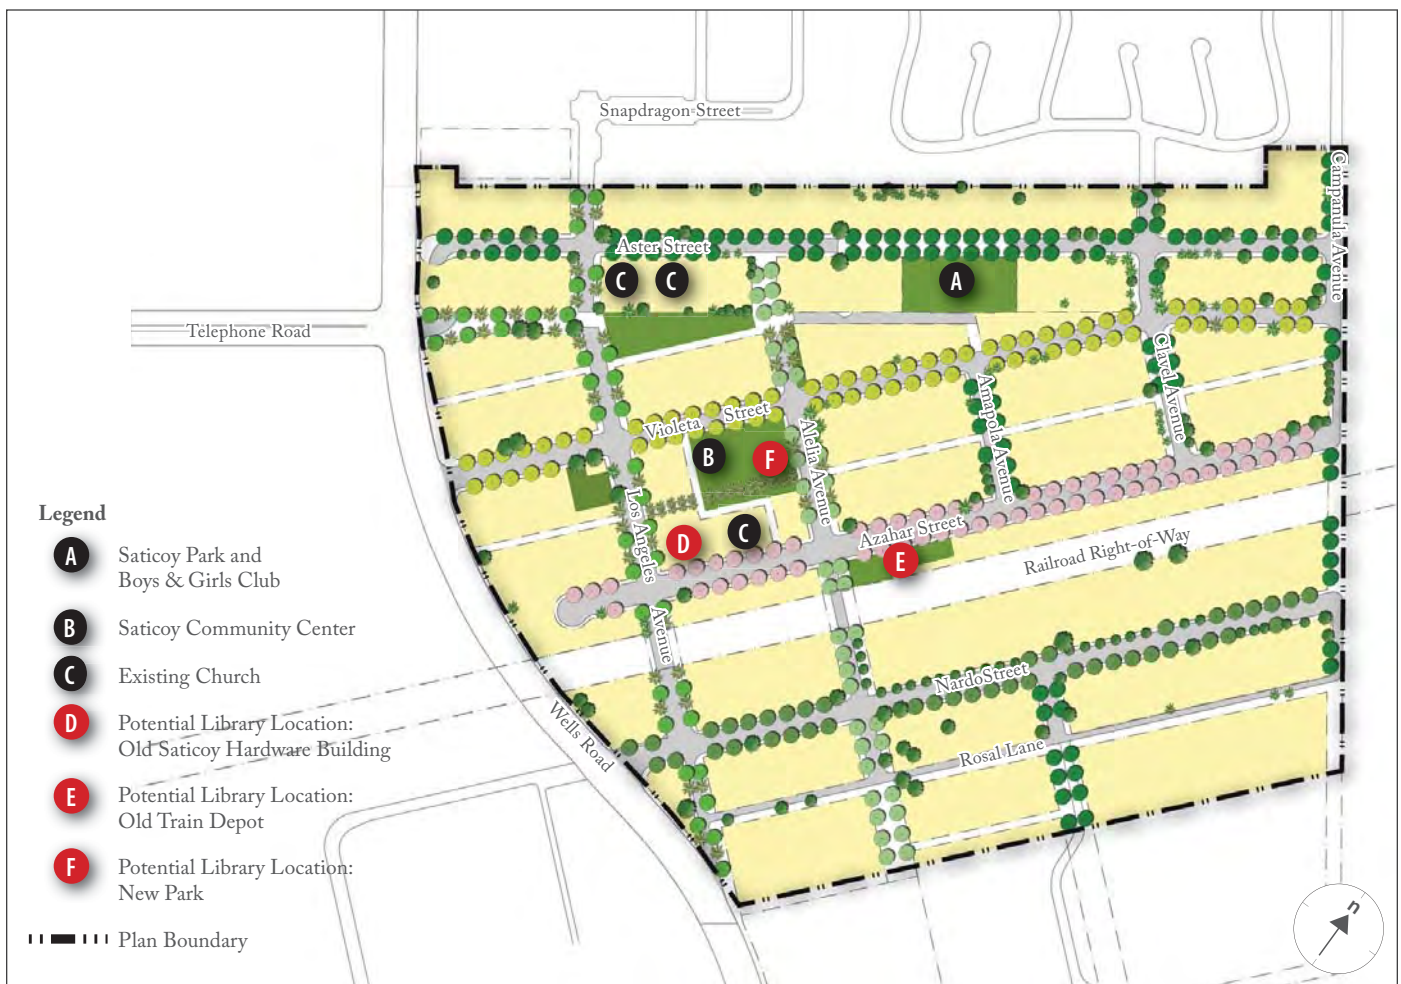 Snapdragon Street
Campanula Avenue
Aster Street
C
C
A
Telephone Road
Clavel Avenue
Amapola Avenue
Violeta Street
Alelia Avenue
B
F
Los Angeles Avenue
D
C
Azahar Street
E
Railroad Right-of-Way
Nardo Street
Wells Road
Rosal Lane
Legend
A Saticoy Park and
Boys & Girls Club
B Saticoy Community Center
C Existing Church
D Potential Library Location:
Old Saticoy Hardware Building
E Potential Library Location:
Old Train Depot
F Potential Library Location:
New Park
Plan Boundary
n